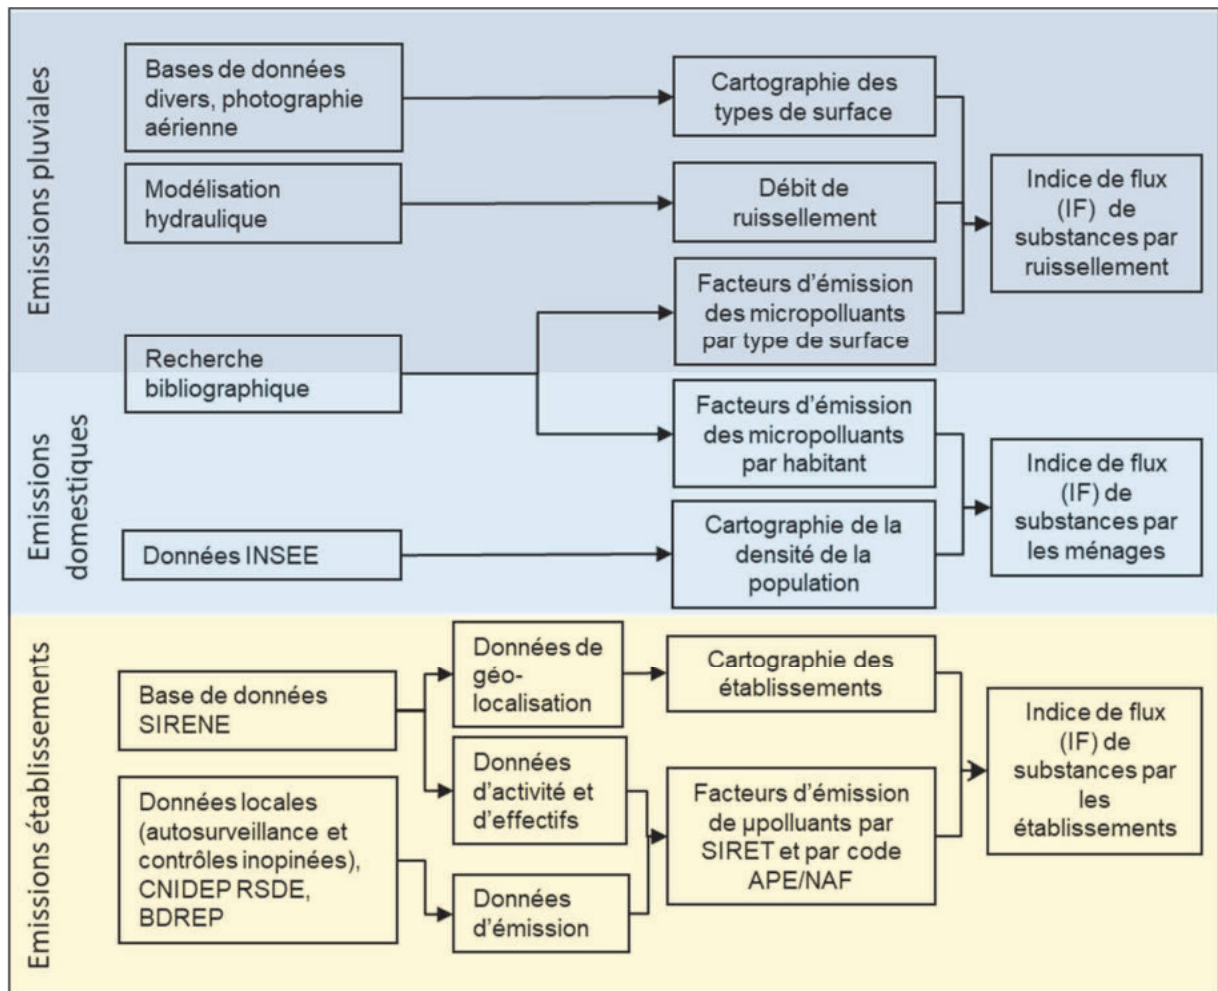 Emissions pluviales
Bases de données
divers, photographie
aérienne
Cartographie des
types de surface
Modélisation
hydraulique
Débit de
ruissellement
Indice de flux
(IF) de
substances par
ruissellement
Facteurs d'émission
des micropolluants
par type de surface
Recherche
bibliographique
Emissions
domestiques
Facteurs d'émission
des micropolluants
par habitant
Indice de flux
(IF) de
substances par
les ménages
Données INSEE
Cartographie de la
densité de la
population
Emissions établissements
Base de données
SIRENE
Données de
géo-
localisation
Cartographie des
établissements
Données
d'activité et
d'effectifs
Indice de flux
(IF) de
substances par
les
établissements
Données locales
(autosurveillance et
contrôles inopinées),
CNIDEP RSDE,
BDREP
Données
d'émission
Facteurs d'émission
de µpolluants par
SIRET et par code
APE/NAF